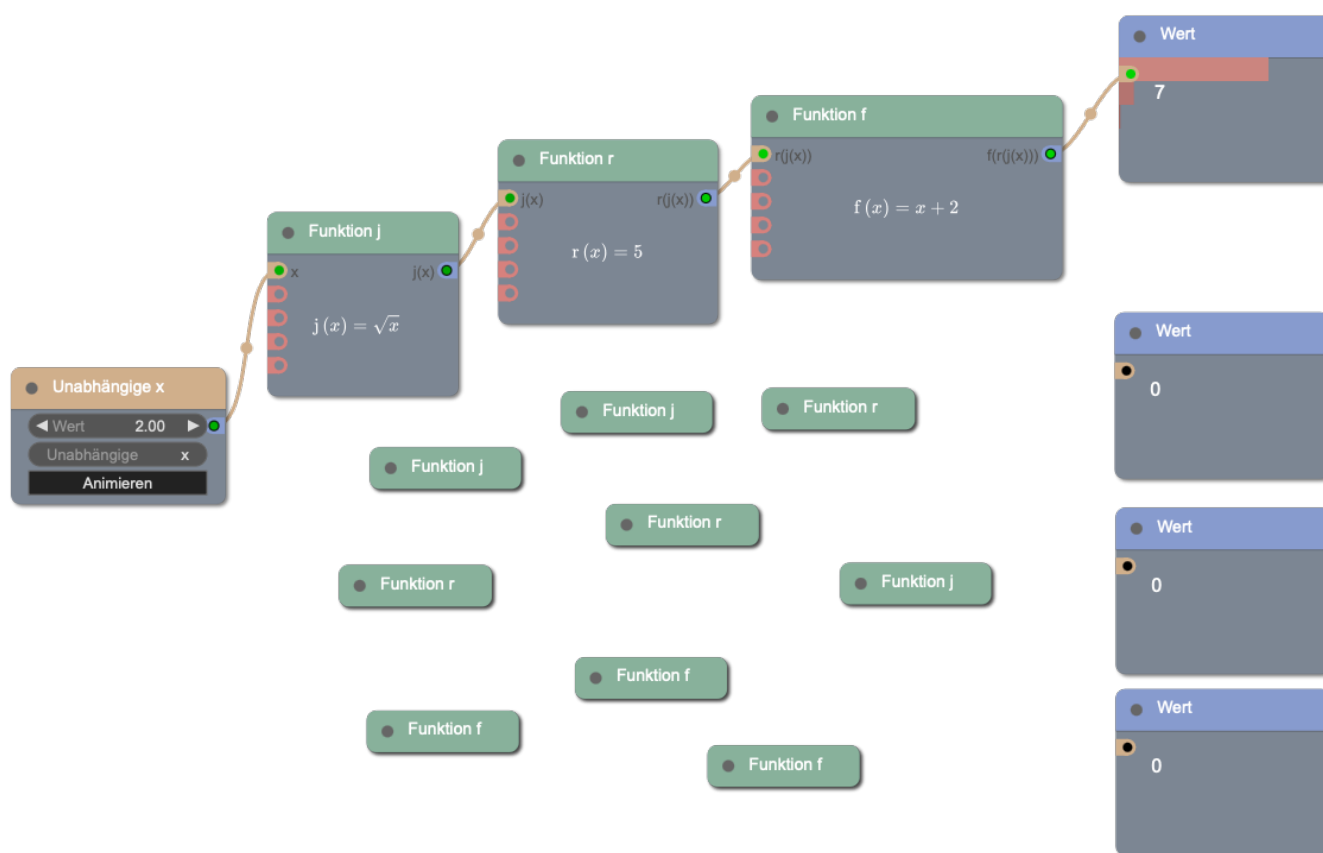 Wert
7
Funktion f
r(j(x))
f(r(j(x)))
f (x) = x + 2
Funktion r
j(x)
r(j(x))
r (x) = 5
Funktion j
x
j(x)
j (x) = √x
Unabhängige x
Wert 2.00
Unabhängige x
Animieren
Wert
0
Funktion j
Funktion r
Funktion j
Funktion r
Wert
0
Funktion r
Funktion j
Funktion f
Funktion f
Funktion f
Wert
0